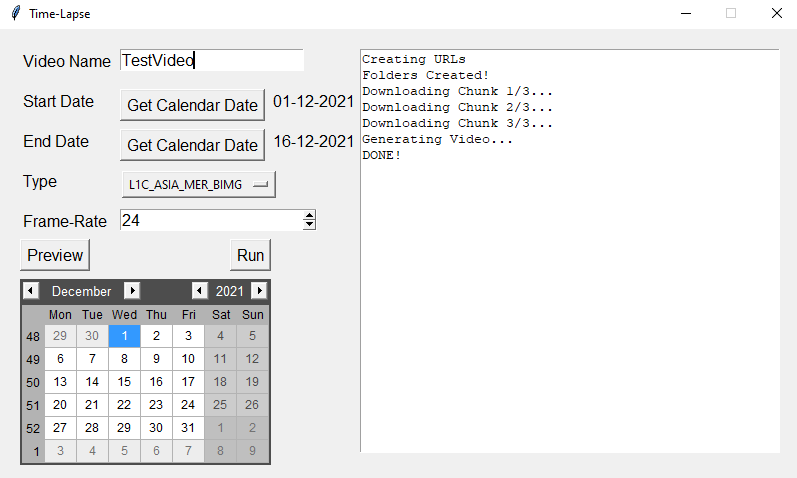 Time-Lapse
Video Name TestVideo
Start Date Get Calendar Date 01-12-2021
End Date Get Calendar Date 16-12-2021
Type L1C_ASIA_MER_BIMG
Frame-Rate 24
Preview Run
December 2021
Mon Tue Wed Thu Fri Sat Sun
48 29 30 1 2 3 4 5
49 6 7 8 9 10 11 12
50 13 14 15 16 17 18 19
51 20 21 22 23 24 25 26
52 27 28 29 30 31 1 2
1 3 4 5 6 7 8 9
Creating URLs
Folders Created!
Downloading Chunk 1/3...
Downloading Chunk 2/3...
Downloading Chunk 3/3...
Generating Video...
DONE!